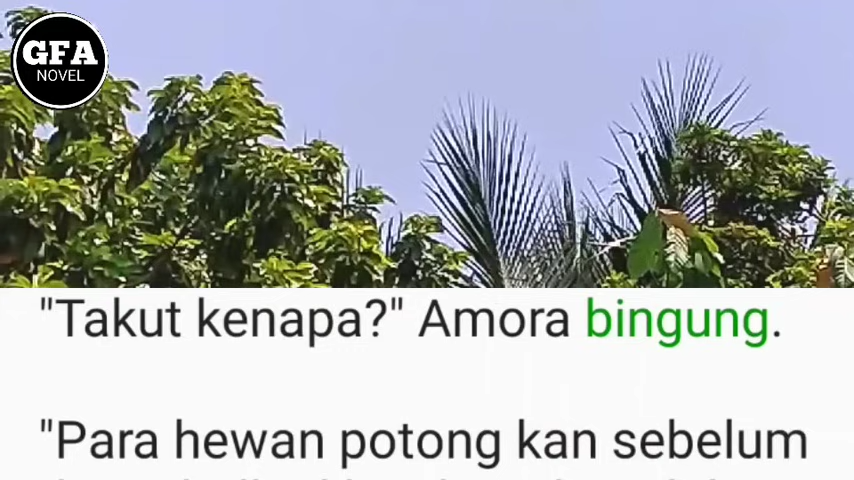 GFA
NOVEL
"Takut kenapa?" Amora bingung.
"Para hewan potong kan sebelum